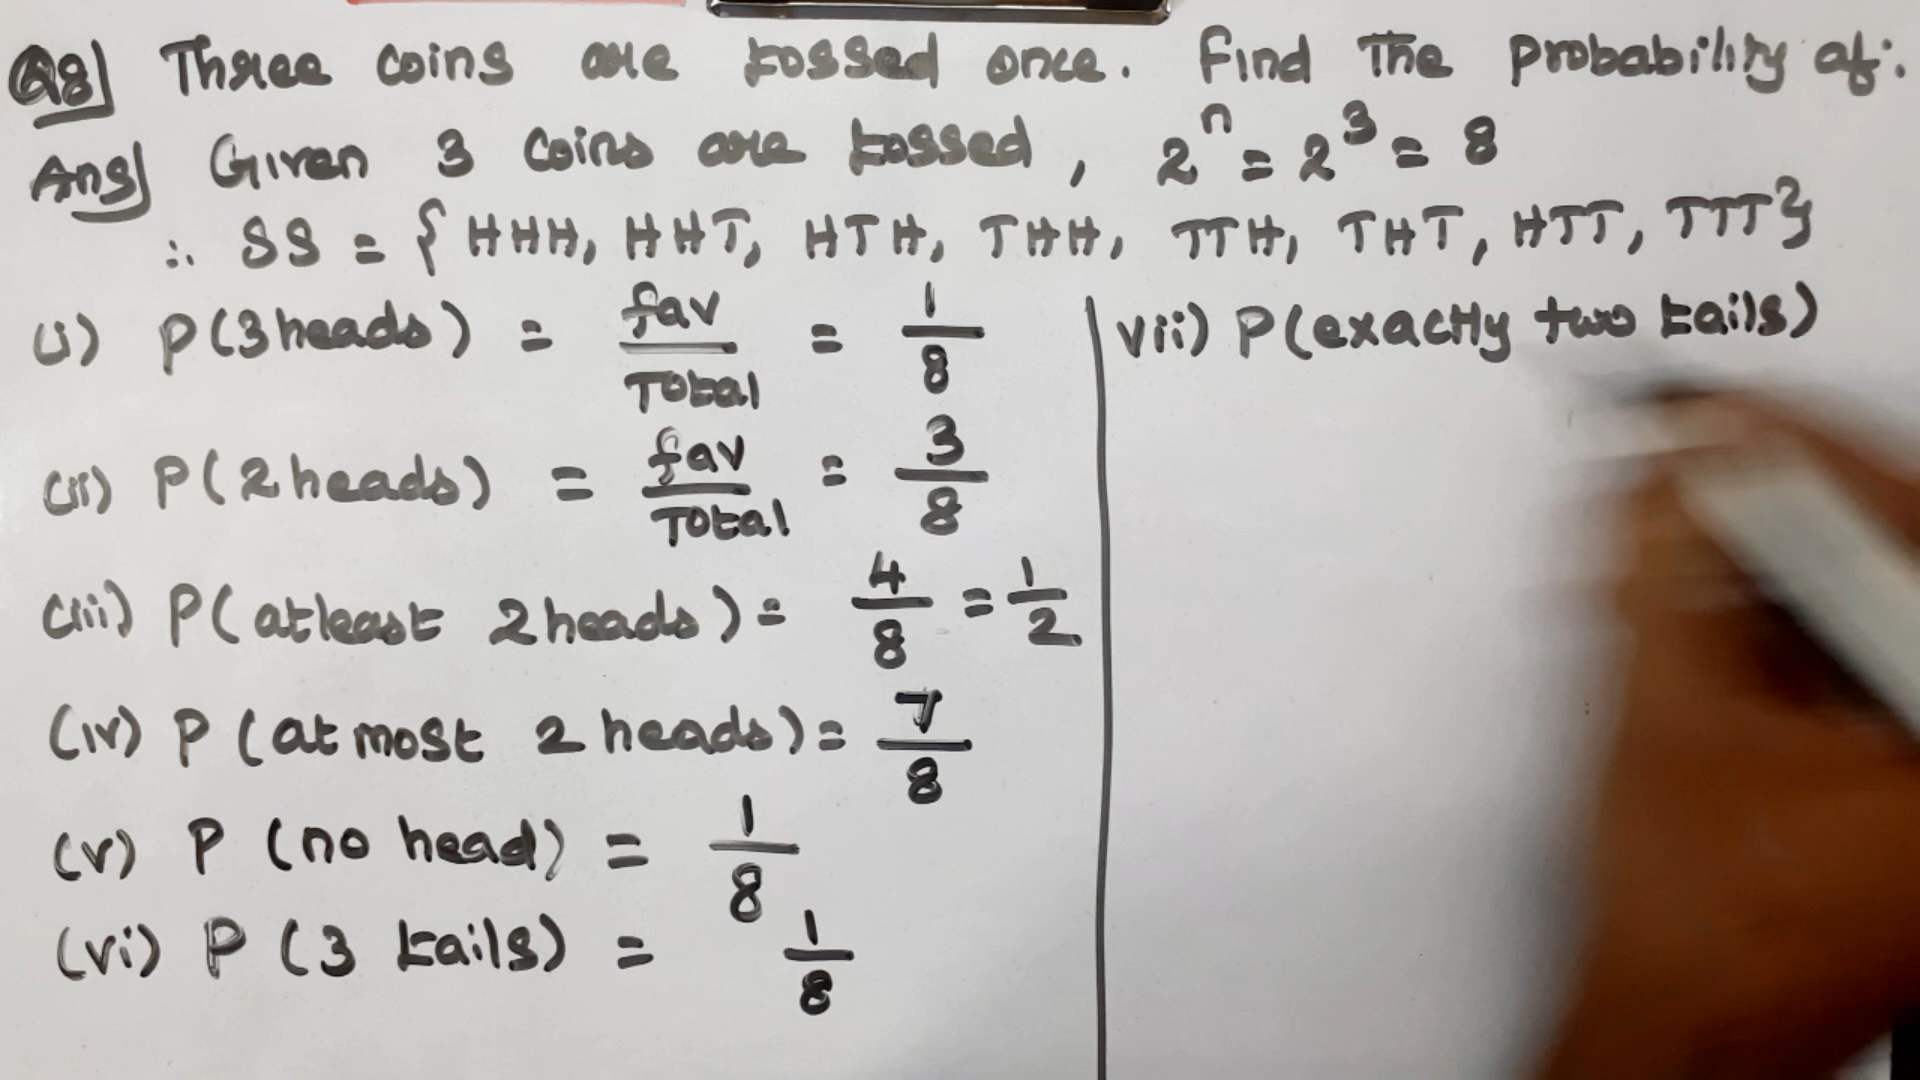 Q8] Three coins are tossed once. Find The probability of:
Ans] Given 3 coins are tossed, 2ⁿ = 2³ = 8
∴ SS = { HHH, HHT, HTH, THH, TTH, THT, HTT, TTT}
(i) P(3 heads) = fav/Total = 1/8
(ii) P(2 heads) = fav/Total = 3/8
(iii) P(atleast 2 heads) = 4/8 = 1/2
(iv) P (at most 2 heads) = 7/8
(v) P (no head) = 1/8
(vi) P (3 tails) = 1/8
vii) P(exactly two tails)